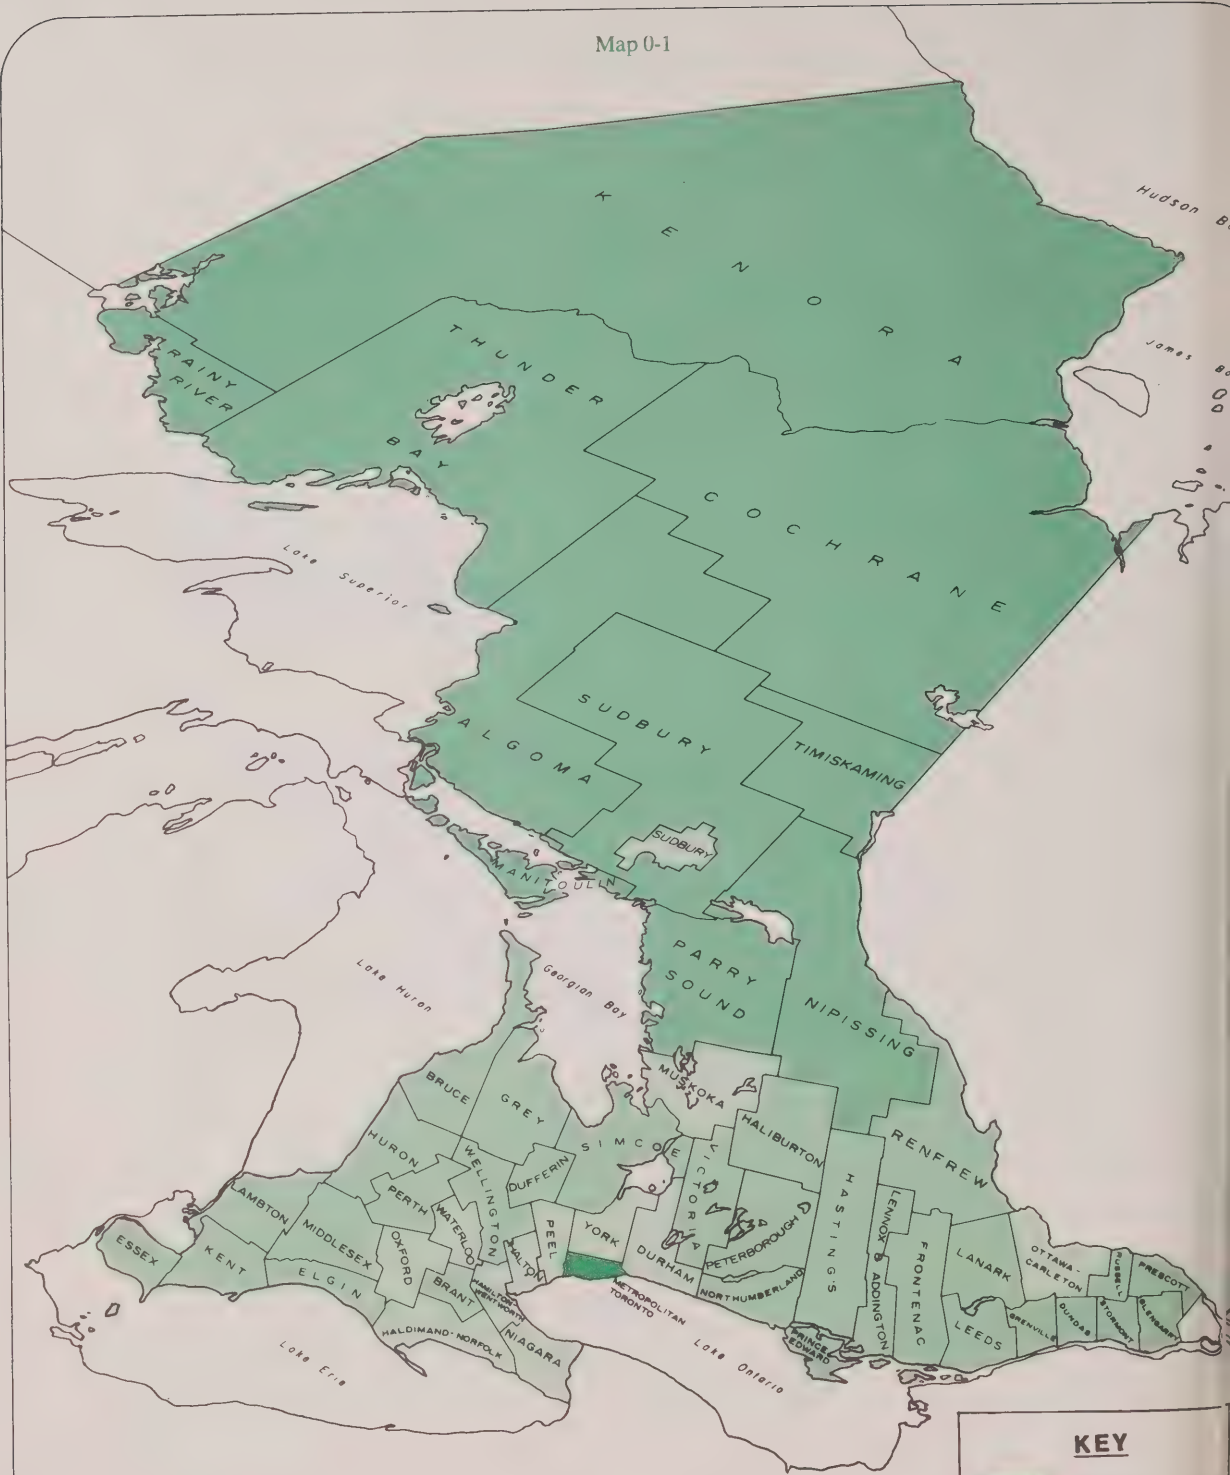 Map 0-1
Hudson
James
KENORA
THUNDER
BAY
RAINY
RIVER
COCHRANE
Lake Superior
SUDBURY
ALGOMA
TIMISKAMING
SUDBURY
MANITOULIN
PARRY
SOUND
NIPISSING
Lake Huron
Georgian Bay
MUSKOKA
BRUCE
GREY
SIMCOE
HALIBURTON
RENFREW
HURON
WELLINGTON
DUFFERIN
VICTORIA
HASTINGS
LAMBTON
PERTH
WATERLOO
PEEL
YORK
DURHAM
PETERBOROUGH
LENNOX & ADDINGTON
FRONTENAC
LANARK
OTTAWA-
CARLETON
RUSSELL
PRESCOTT
ESSEX
KENT
MIDDLESEX
OXFORD
HALTON
ELGIN
BRANT
HAMILTON-
WENTWORTH
METROPOLITAN
TORONTO
NORTHUMBERLAND
PRINCE
EDWARD
LEEDS
GRENVILLE
DUNDAS
STORMONT
GLENGARRY
HALDIMAND-NORFOLK
NIAGARA
Lake Erie
Lake Ontario
KEY